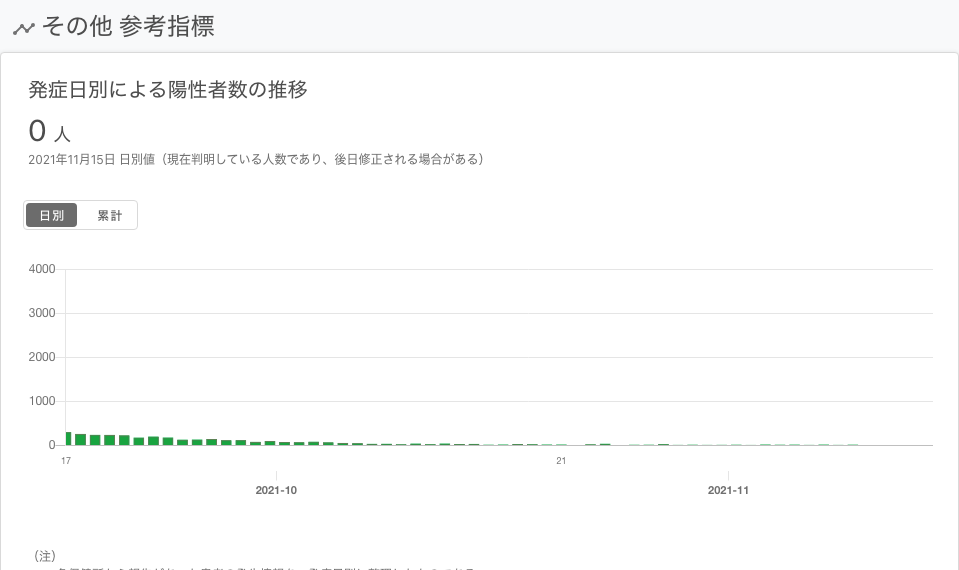 その他 参考指標
発症日別による陽性者数の推移
0 人
2021年11月15日 日別値（現在判明している人数であり、後日修正される場合がある）
日別 累計
4000
3000
2000
1000
0
17 21
2021-10 2021-11
（注）